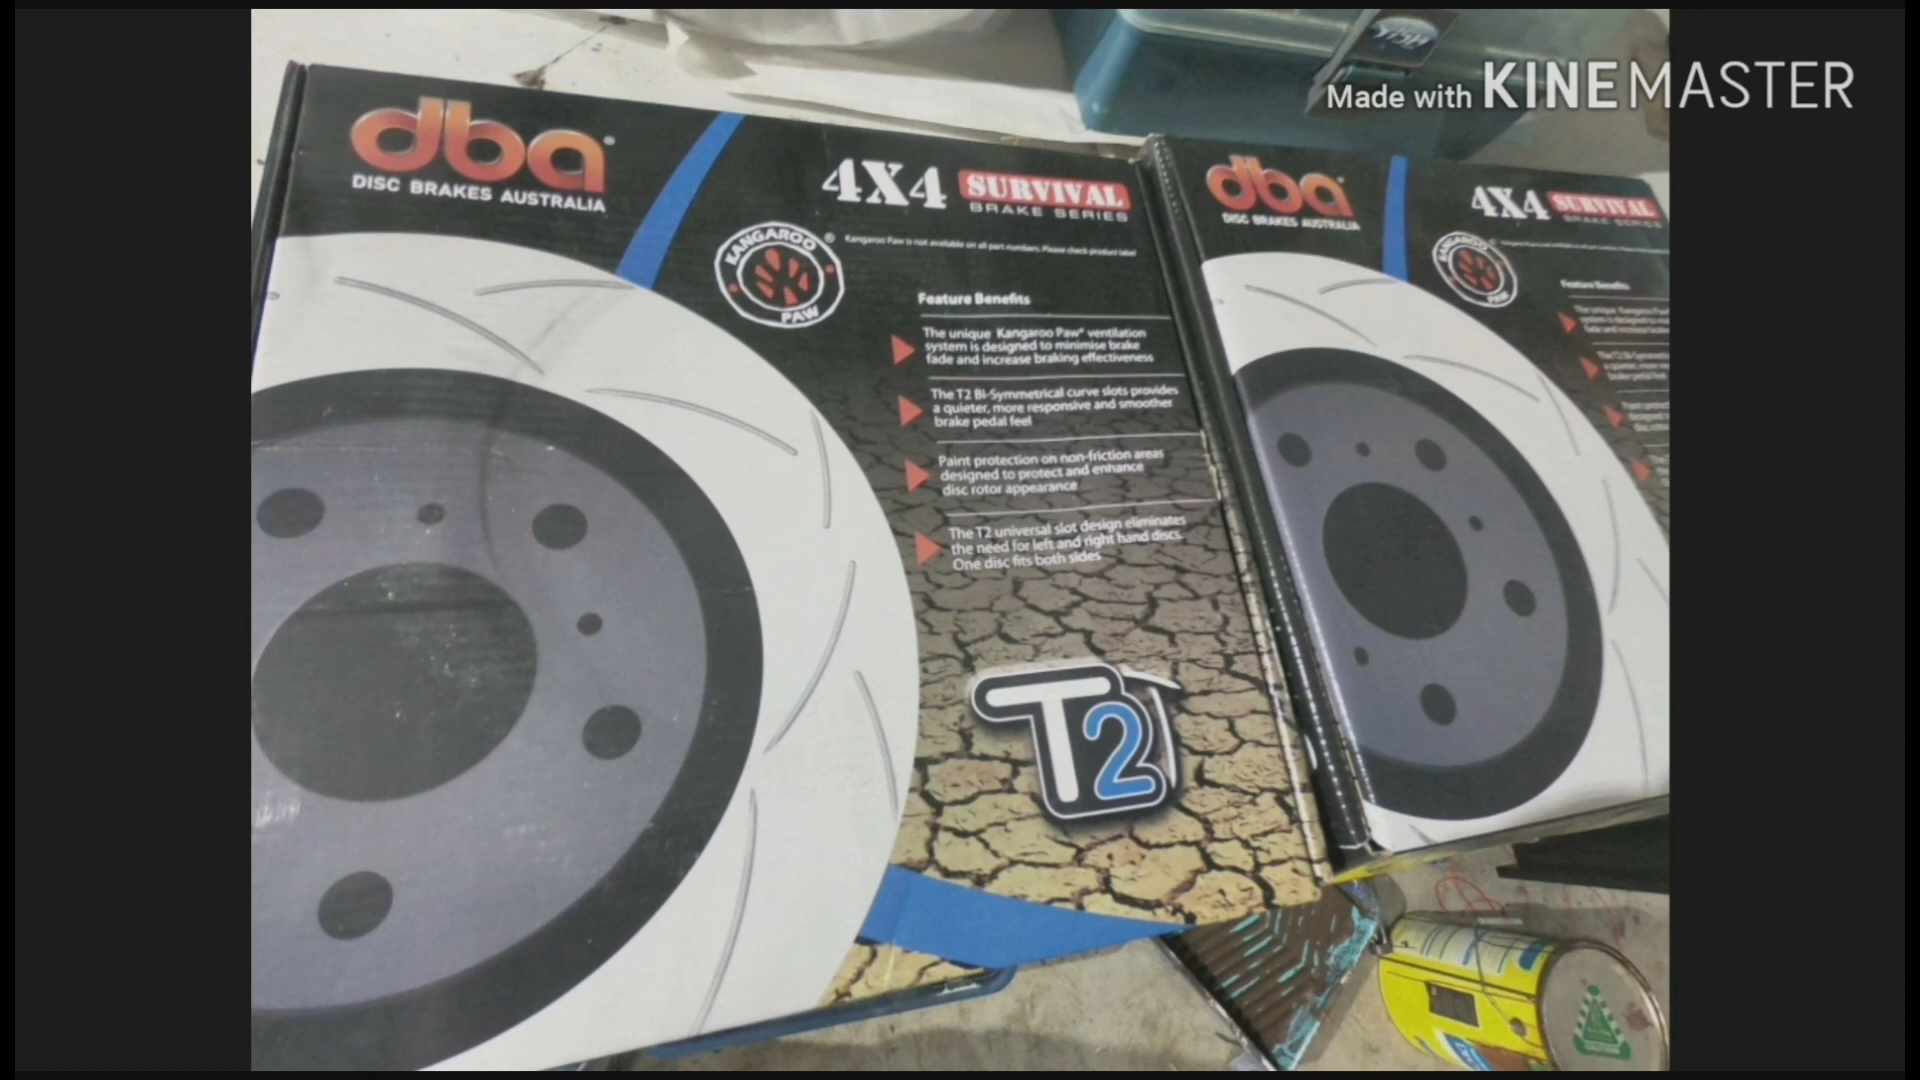 Made with KINEMASTER
dba®
DISC BRAKES AUSTRALIA
4X4 SURVIVAL
BRAKE SERIES
KANGAROO PAW ®
Kangaroo Paw is not available on all part numbers. Please check product label
Feature Benefits
The unique Kangaroo Paw® ventilation
system is designed to minimise brake
fade and increase braking effectiveness
The T2 Bi-Symmetrical curve slots provides
a quieter, more responsive and smoother
brake pedal feel
Paint protection on non-friction areas
designed to protect and enhance
disc rotor appearance
The T2 universal slot design eliminates
the need for left and right hand discs.
One disc fits both sides
T2
dba
DISC BRAKES AUSTRALIA
4X4 SURVIVAL
BRAKE SERIES
KANGAROO PAW
Feature Benefits